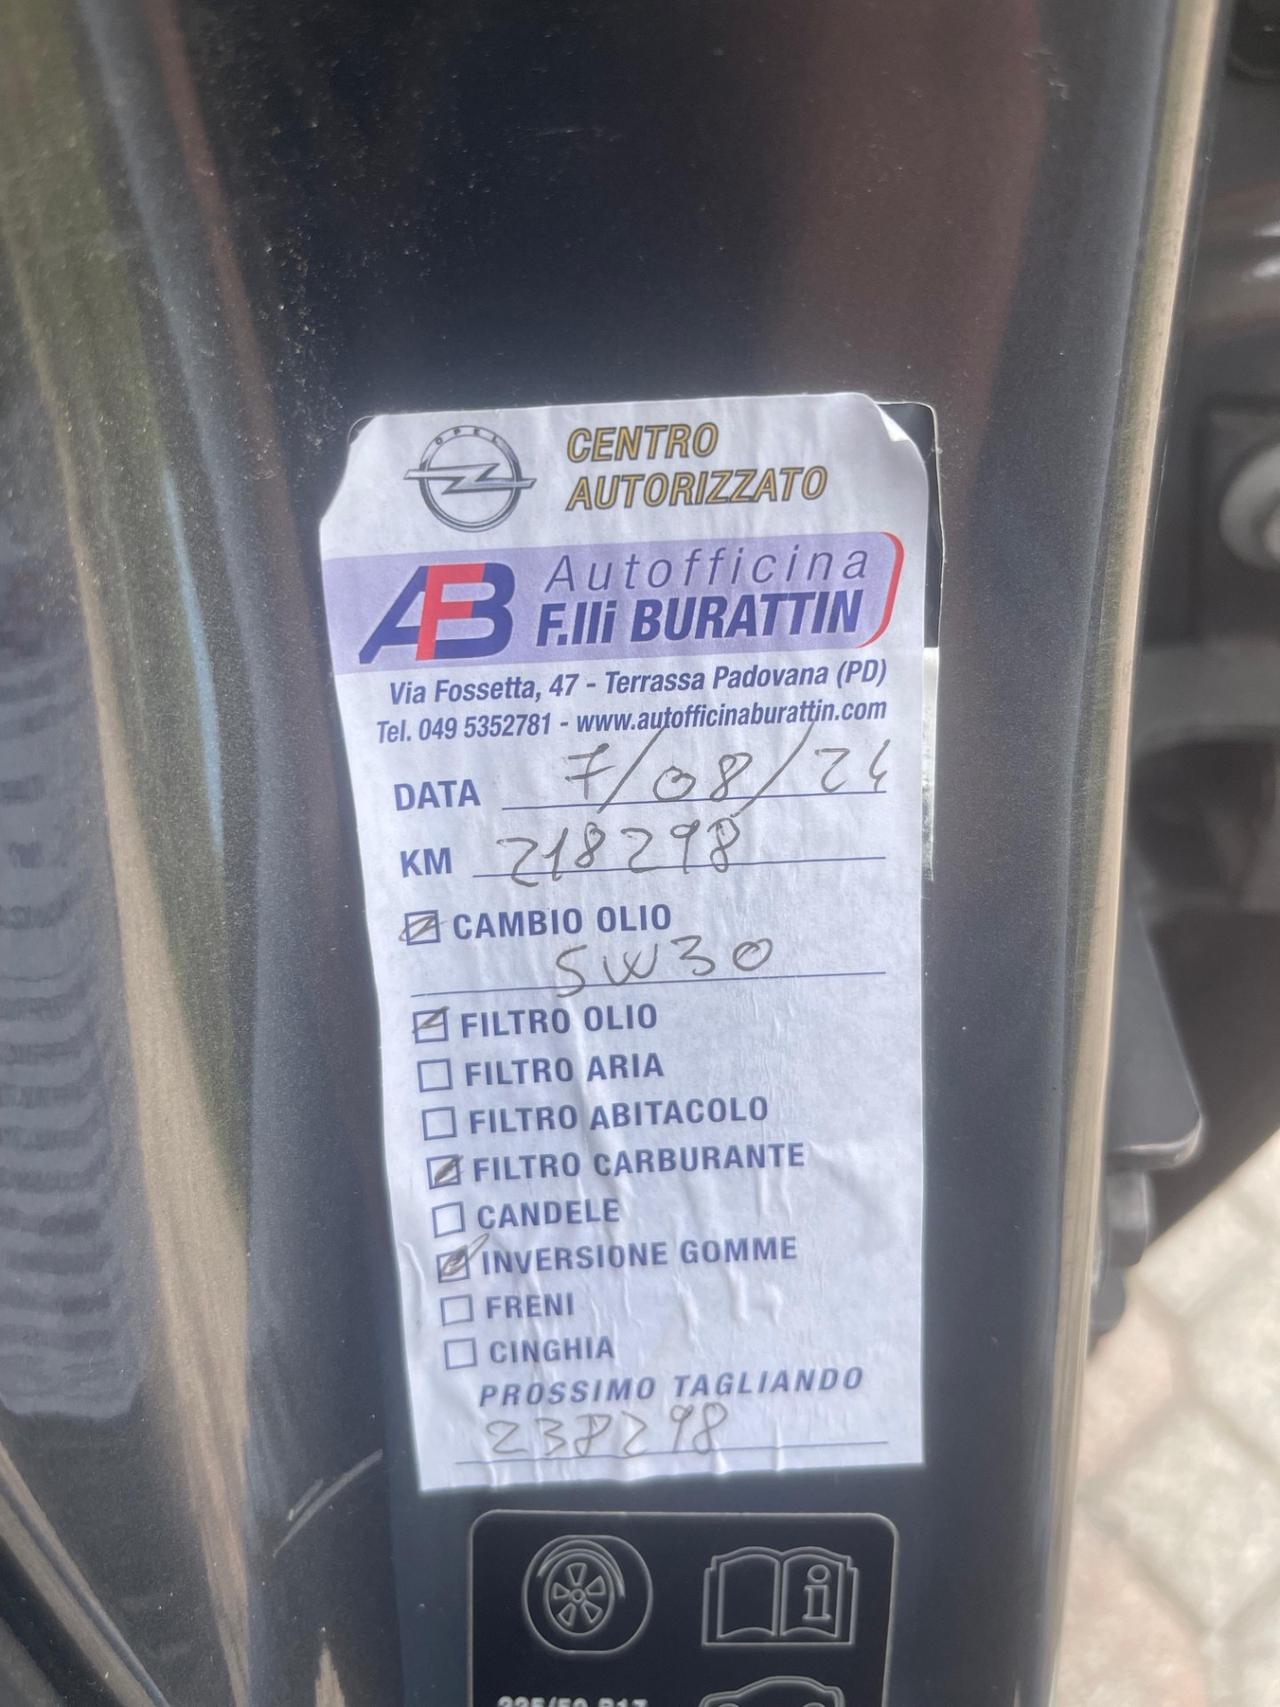 OPEL
CENTRO
AUTORIZZATO
AFB Autofficina
F.lli BURATTIN
Via Fossetta, 47 - Terrassa Padovana (PD)
Tel. 049 5352781 - www.autofficinaburattin.com
DATA 7/08/24
KM 218298
CAMBIO OLIO
5W30
FILTRO OLIO
FILTRO ARIA
FILTRO ABITACOLO
FILTRO CARBURANTE
CANDELE
INVERSIONE GOMME
FRENI
CINGHIA
PROSSIMO TAGLIANDO
238298
i